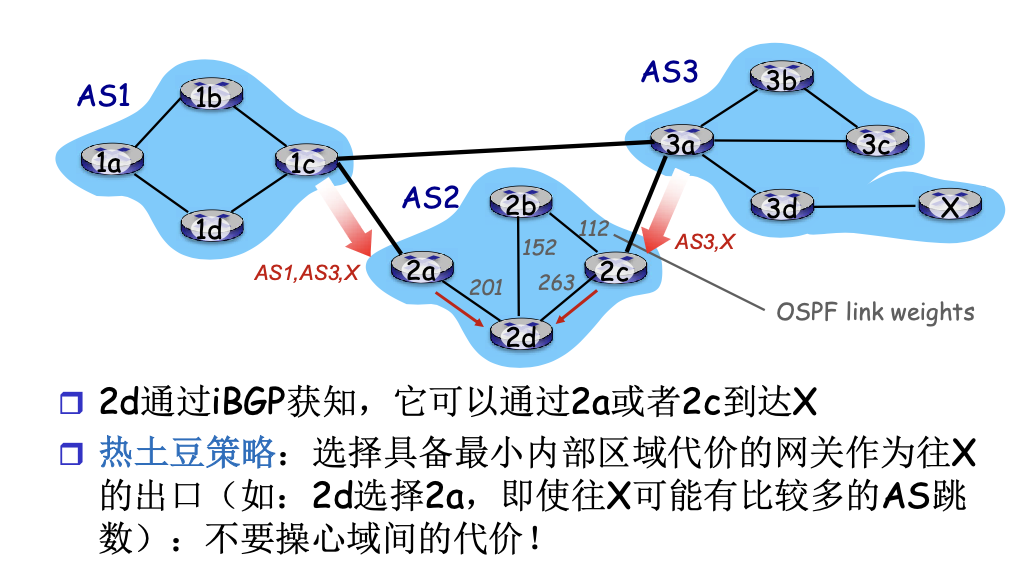 AS3
3b
AS1
1b
3a
3c
1a
1c
AS2
2b
3d
X
1d
112
AS3,X
152
AS1,AS3,X
2a
2c
201
263
OSPF link weights
2d
2d通过iBGP获知，它可以通过2a或者2c到达X
热土豆策略：选择具备最小内部区域代价的网关作为往X
的出口（如：2d选择2a，即使往X可能有比较多的AS跳
数）：不要操心域间的代价！